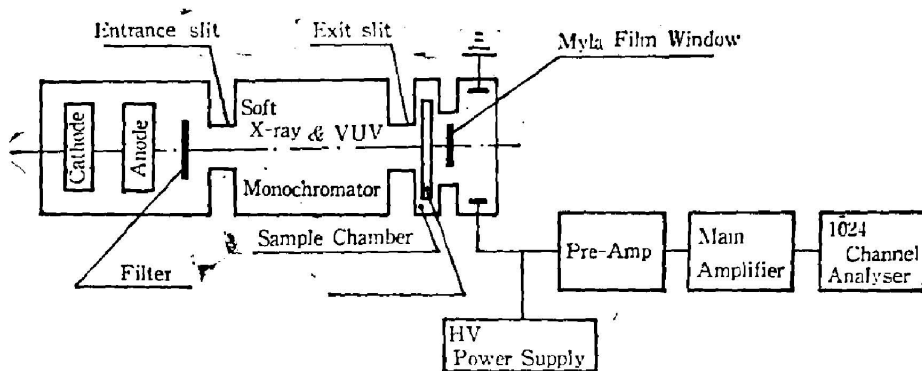 Entrance slit
Exit slit
Myla Film Window
Cathode
Anode
Soft
X-ray & VUV
Monochromator
Sample Chamber
Filter
Pre-Amp
Main
Amplifier
1024
Channel
Analyser
HV
Power Supply